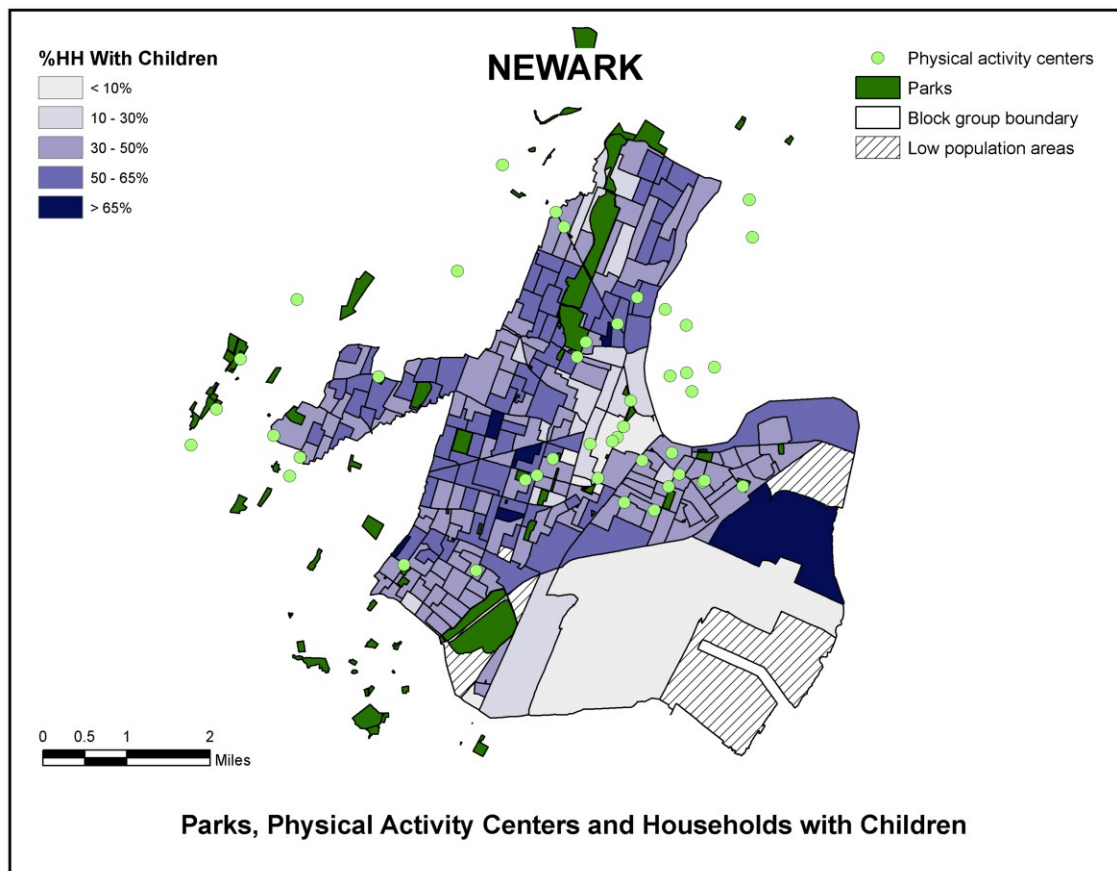 NEWARK
%HH With Children
< 10%
10 - 30%
30 - 50%
50 - 65%
> 65%
Physical activity centers
Parks
Block group boundary
Low population areas
0 0.5 1 2
Miles
Parks, Physical Activity Centers and Households with Children